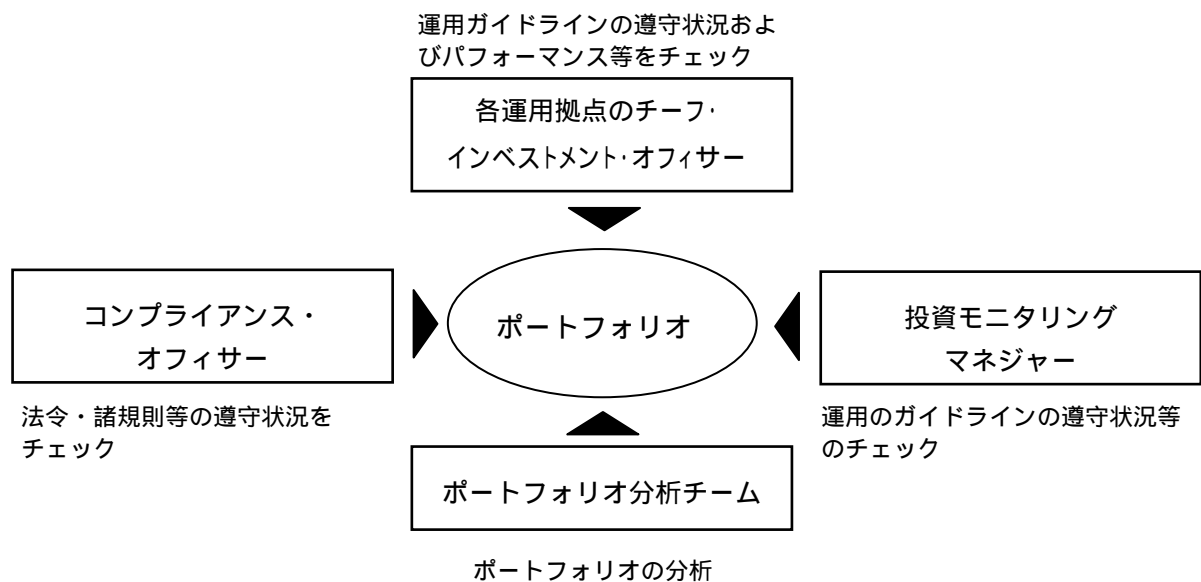 運用ガイドラインの遵守状況およ
びパフォーマンス等をチェック
各運用拠点のチーフ・
インベストメント・オフィサー
コンプライアンス・
オフィサー
法令・諸規則等の遵守状況を
チェック
ポートフォリオ
投資モニタリング
マネジャー
運用のガイドラインの遵守状況等
のチェック
ポートフォリオ分析チーム
ポートフォリオの分析